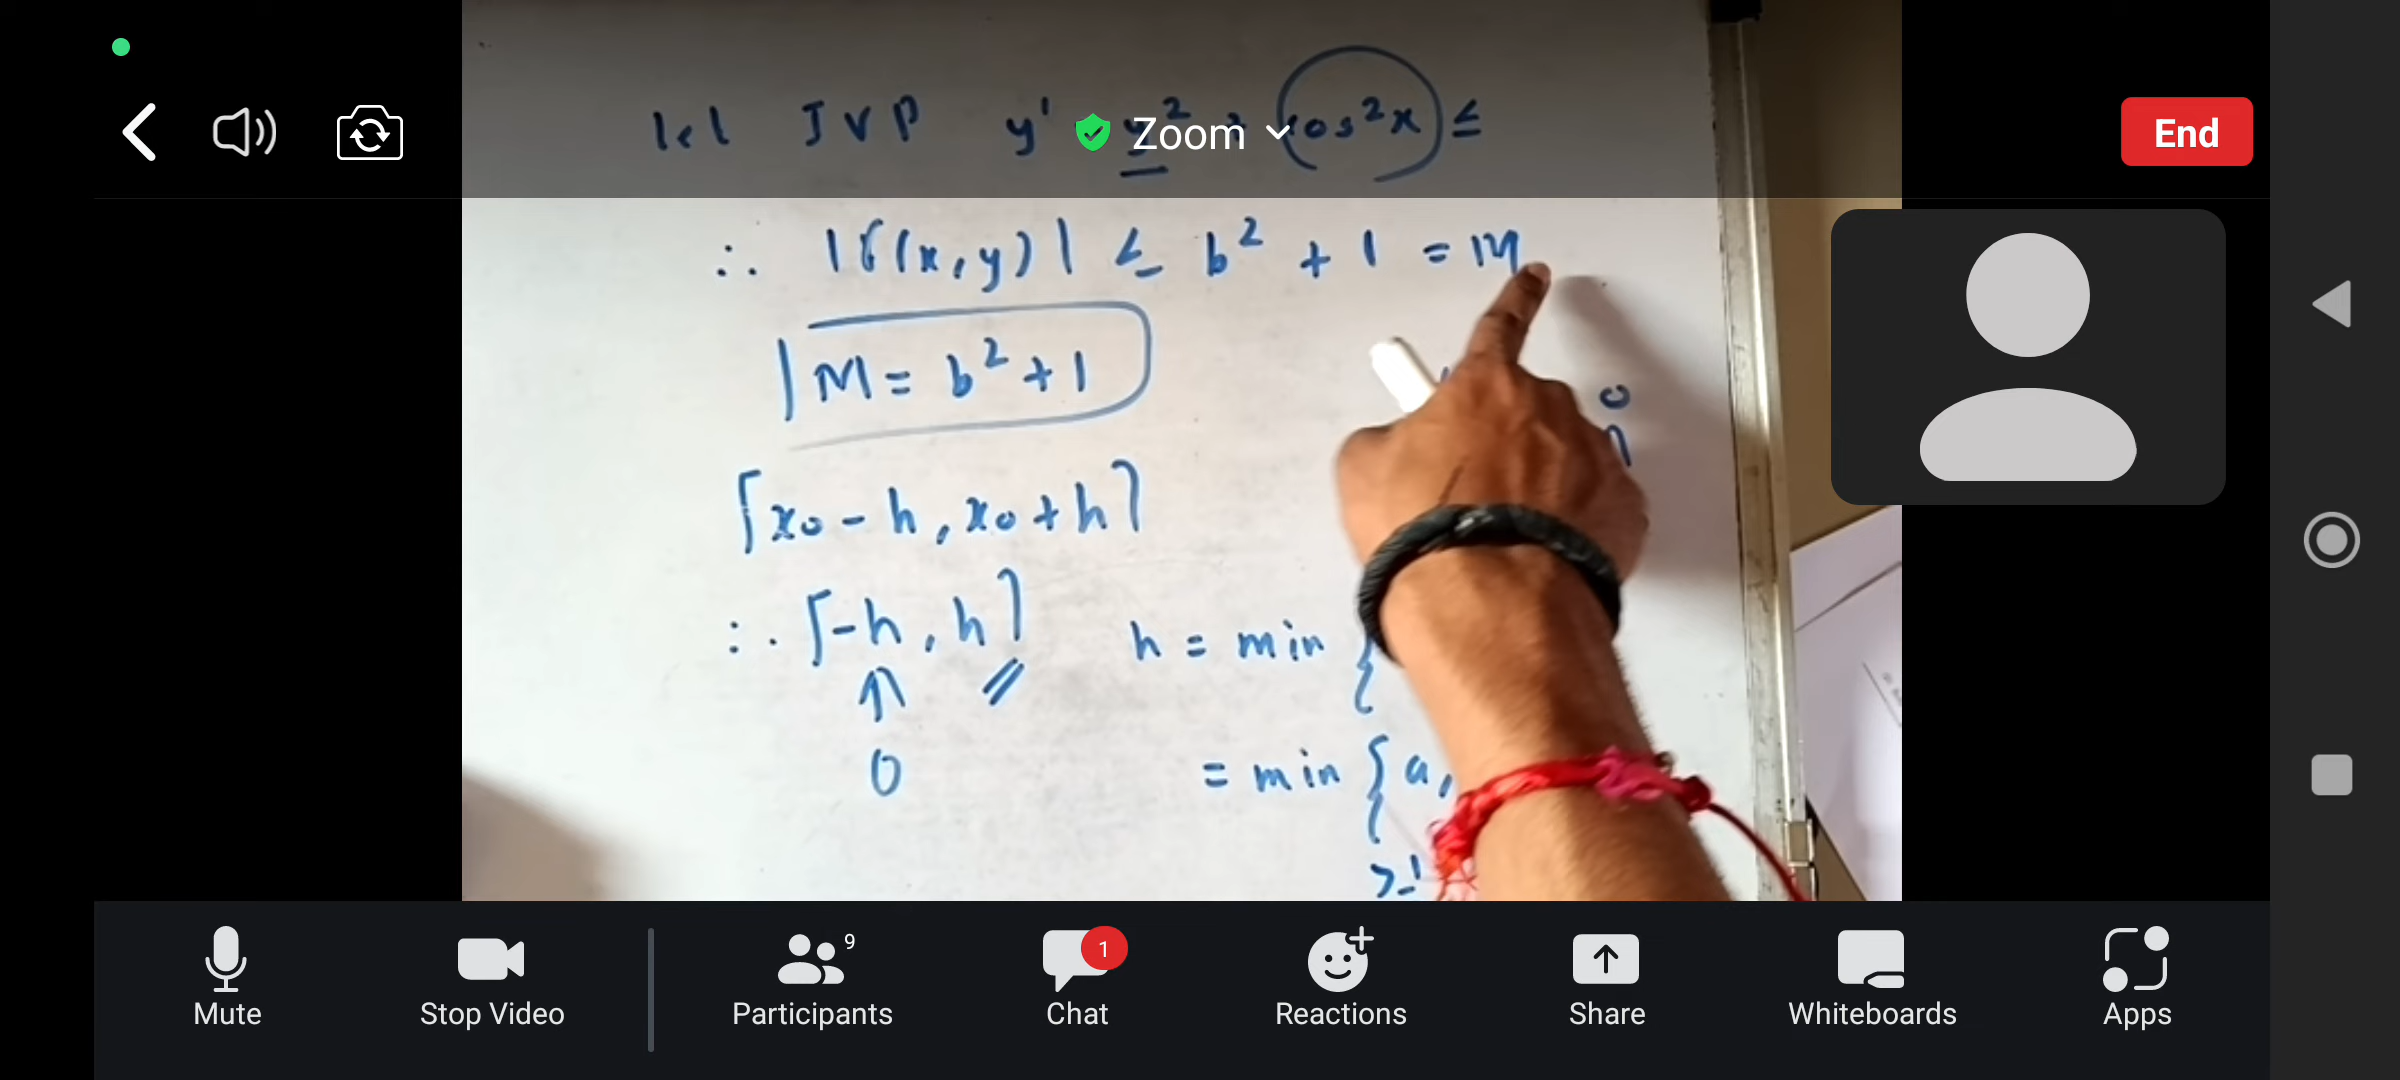 let IVP y' y² cos²x ≤
Zoom
End
∴ |f(x,y)| ≤ b² + 1 = M
M = b² + 1
0
[x₀ - h, x₀ + h]
∴ [-h, h] h = min {
0 = min { a,
9
1
Mute Stop Video Participants Chat Reactions Share Whiteboards Apps